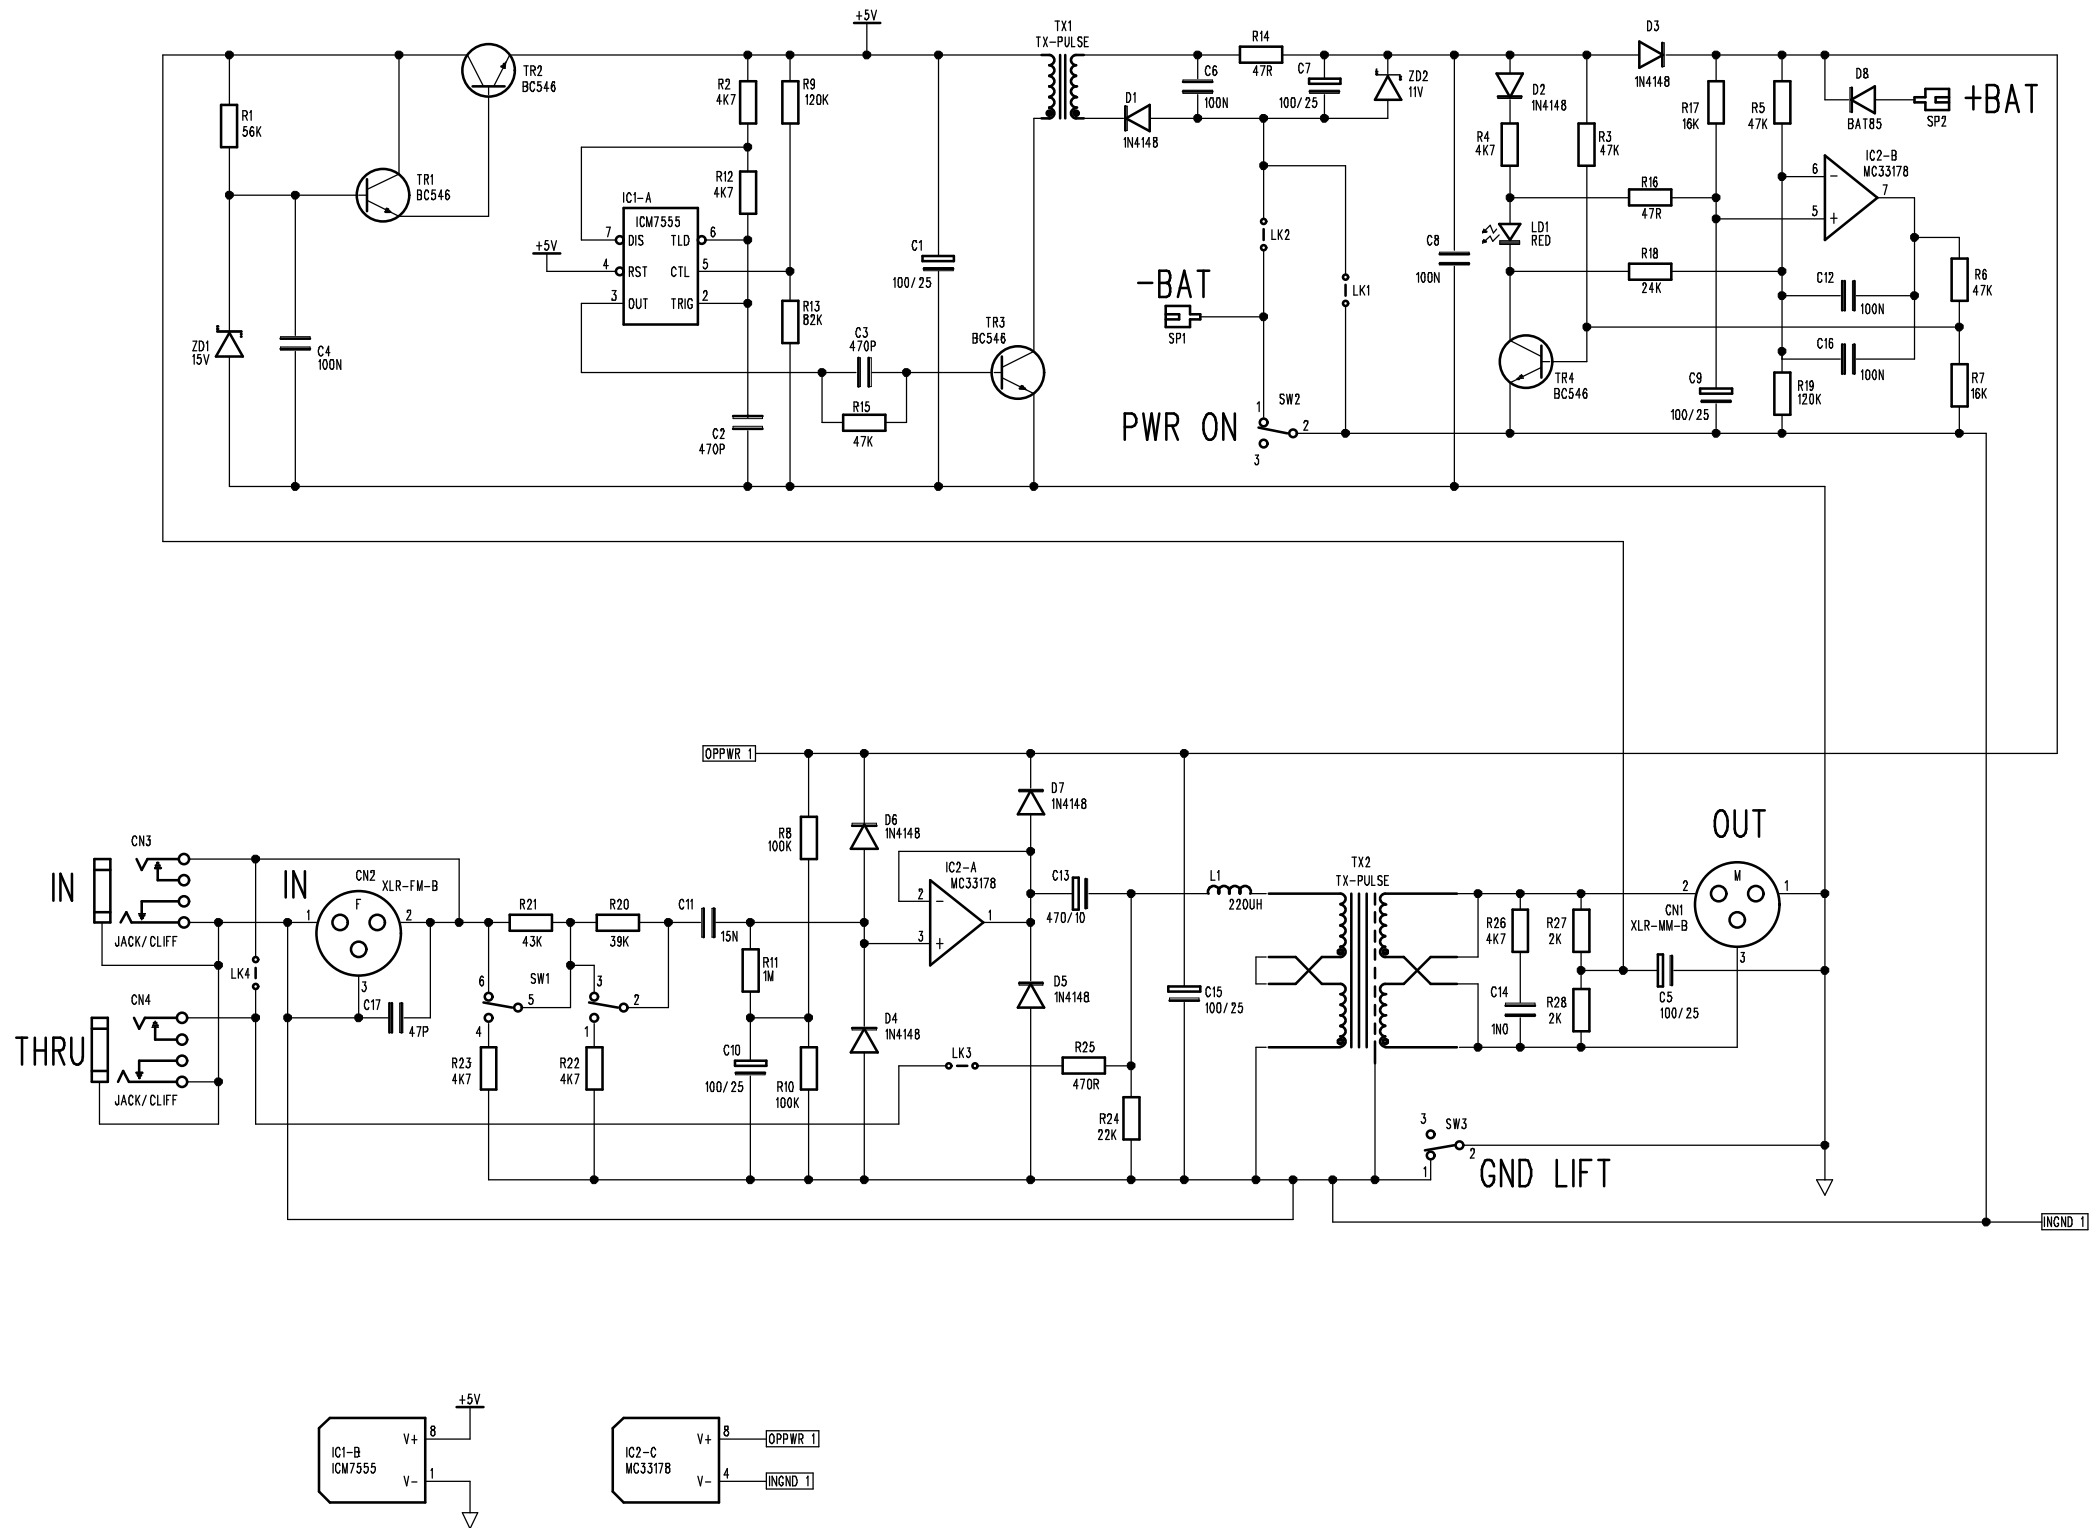 +5V
TX1
TX-PULSE
R14
47R
D3
1N4148
TR2
BC546
R2
4K7
R9
120K
C6
100N
C7
100/25
ZD2
11V
D2
1N4148
R17
16K
R5
47K
D8
BAT85
+BAT
SP2
R1
56K
D1
1N4148
R4
4K7
R3
47K
IC2-B
MC33178
6
-
7
5
+
TR1
BC546
R12
4K7
IC1-A
ICM7555
7 DIS TLD 6
4 RST CTL 5
3 OUT TRIG 2
+5V
R16
47R
LD1
RED
LK2
C1
100/25
C8
100N
R18
24K
C12
100N
R6
47K
-BAT
SP1
LK1
R13
82K
ZD1
15V
C4
100N
C3
470P
TR3
BC546
C16
100N
TR4
BC546
C9
100/25
R19
120K
R7
16K
R15
47K
C2
470P
PWR ON
1
SW2
2
3
OPPWR 1
D7
1N4148
D6
1N4148
R8
100K
OUT
CN3
IN
JACK/CLIFF
IN
CN2
XLR-FM-B
F
1
2
3
IC2-A
MC33178
2
-
1
3
+
C13
470/10
L1
220UH
TX2
TX-PULSE
M
2
1
CN1
XLR-MM-B
3
R21
43K
R20
39K
C11
15N
R26
4K7
R27
2K
LK4
R11
1M
CN4
THRU
JACK/CLIFF
C17
47P
6
SW1
5
4
3
2
1
D5
1N4148
C15
100/25
C14
1N0
R28
2K
C5
100/25
D4
1N4148
R23
4K7
R22
4K7
C10
100/25
R10
100K
LK3
R25
470R
R24
22K
3
SW3
2
1
GND LIFT
INGND 1
+5V
IC1-B
ICM7555
V+ 8
V- 1
IC2-C
MC33178
V+ 8
V- 4
OPPWR 1
INGND 1